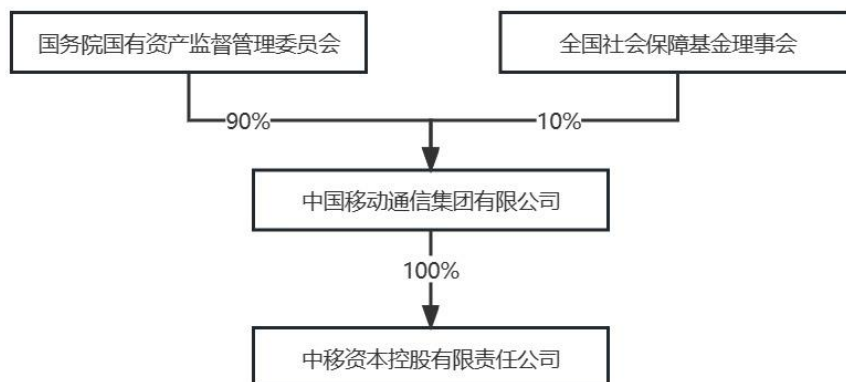 国务院国有资产监督管理委员会
全国社会保障基金理事会
90%
10%
中国移动通信集团有限公司
100%
中移资本控股有限责任公司